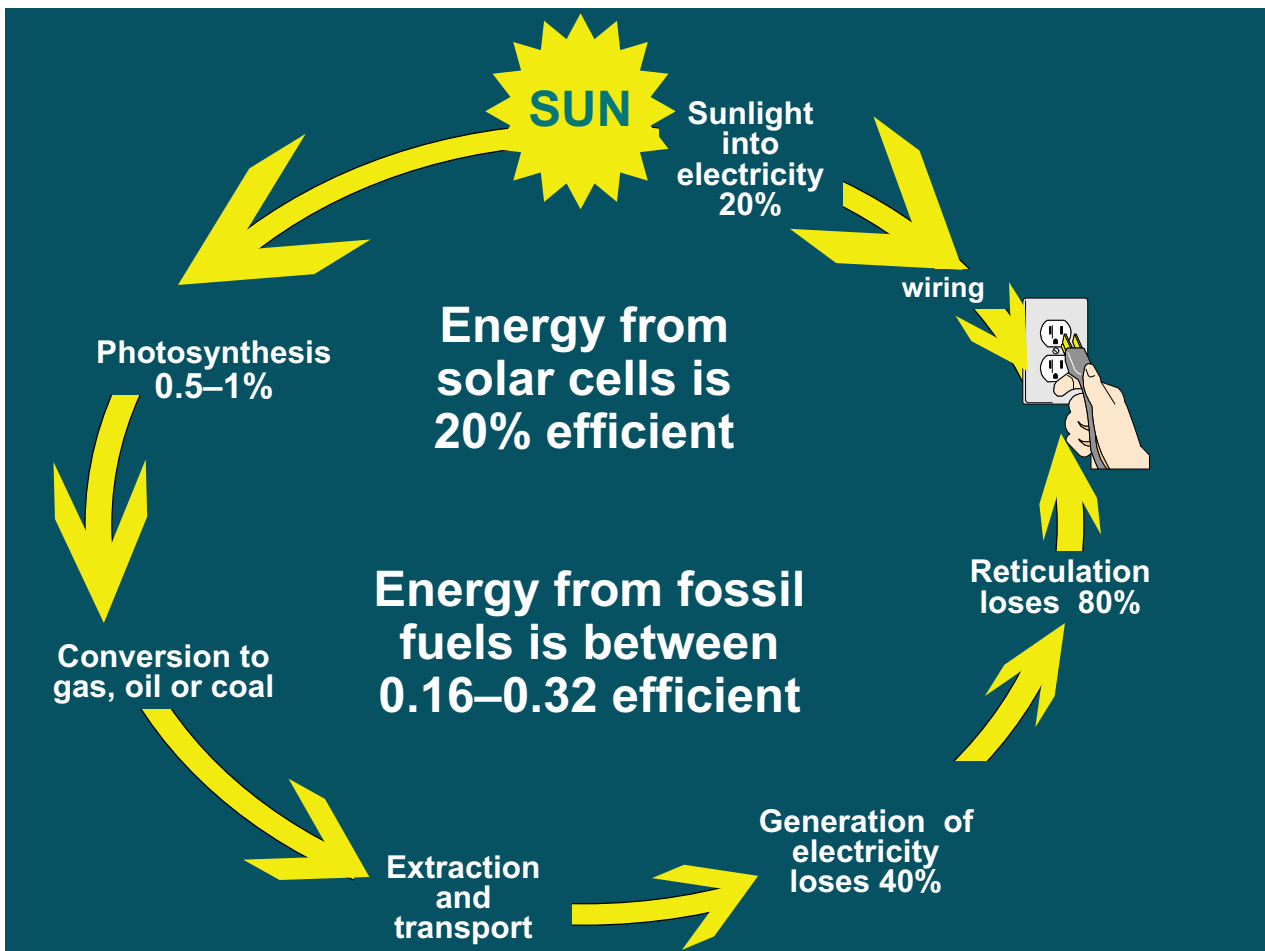 SUN
Sunlight
into
electricity
20%
wiring
Energy from
solar cells is
20% efficient
Photosynthesis
0.5–1%
Energy from fossil
fuels is between
0.16–0.32 efficient
Reticulation
loses 80%
Conversion to
gas, oil or coal
Generation of
electricity
loses 40%
Extraction
and
transport